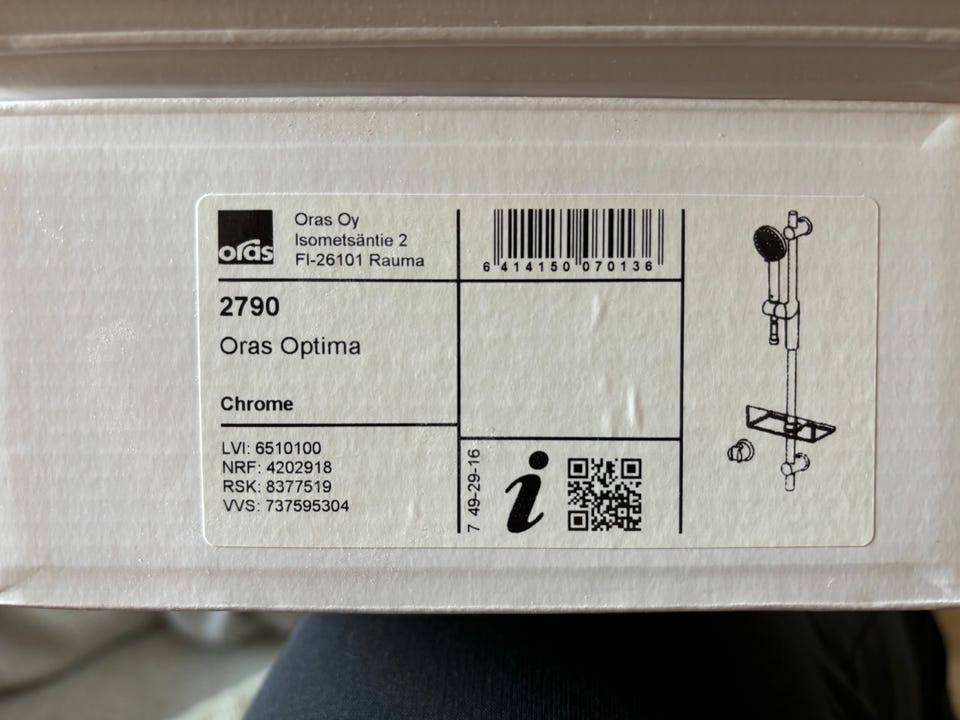 oras
Oras Oy
Isometsäntie 2
FI-26101 Rauma
6 414150 070136
2790
Oras Optima
Chrome
LVI: 6510100
NRF: 4202918
RSK: 8377519
VVS: 737595304
7 49-29-16
i